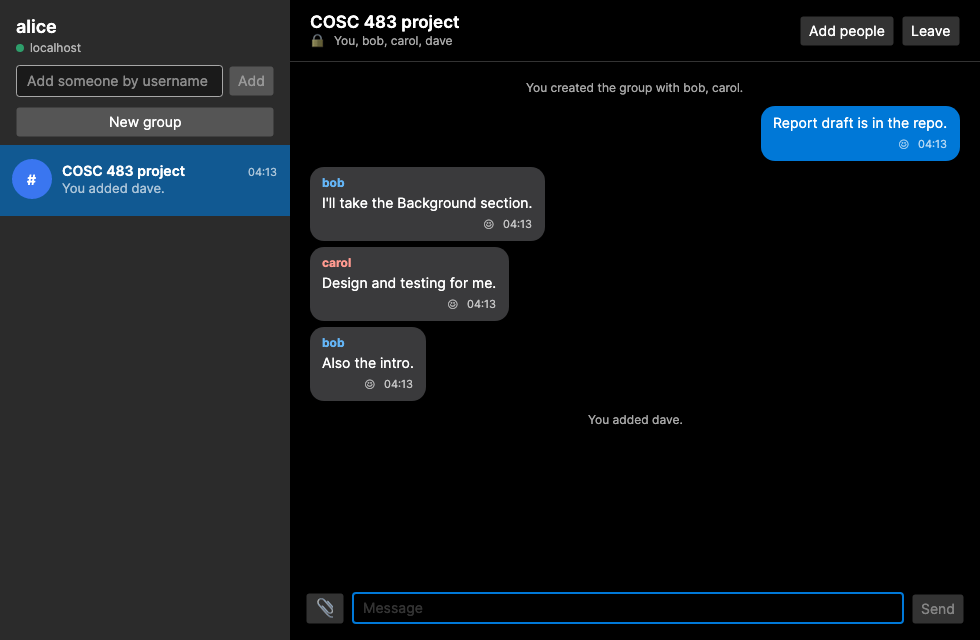 alice
localhost
Add someone by username
Add
New group
#
COSC 483 project
04:13
You added dave.
COSC 483 project
You, bob, carol, dave
Add people
Leave
You created the group with bob, carol.
Report draft is in the repo.
04:13
bob
I'll take the Background section.
04:13
carol
Design and testing for me.
04:13
bob
Also the intro.
04:13
You added dave.
Message
Send